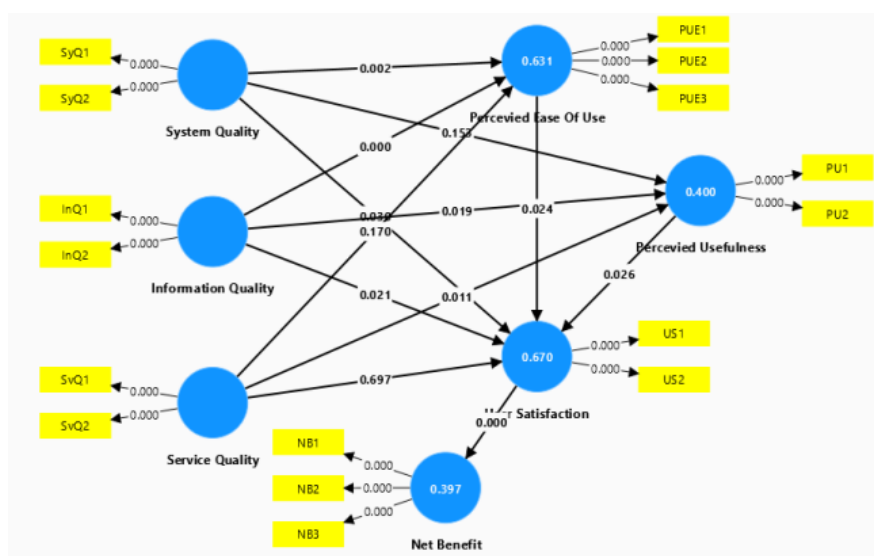 SyQ1
0.000
0.000
SyQ2
System Quality
0.002
0.631
Percevied Ease Of Use
PUE1
0.000
PUE2
0.000
0.000
PUE3
0.000
0.153
InQ1
0.000
0.000
InQ2
Information Quality
0.019
0.170
0.024
0.400
Percevied Usefulness
PU1
0.000
0.000
PU2
0.021
0.011
0.026
SvQ1
0.000
0.000
SvQ2
Service Quality
0.697
0.670
Satisfaction
US1
0.000
0.000
US2
0.000
NB1
0.000
NB2
0.000
0.000
NB3
0.397
Net Benefit